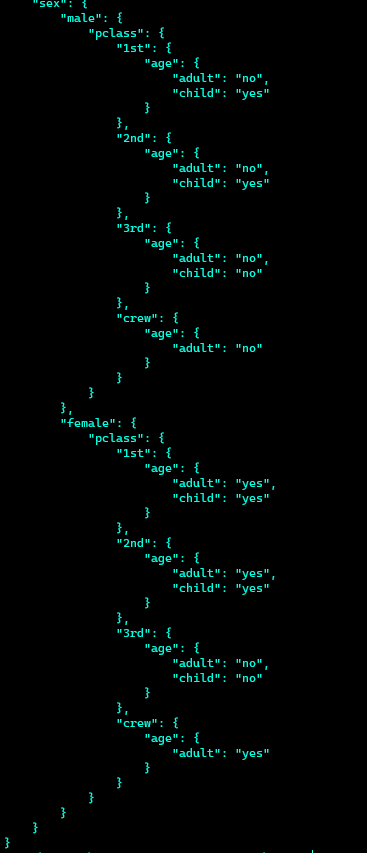 "sex": {
"male": {
"pclass": {
"1st": {
"age": {
"adult": "no",
"child": "yes"
}
},
"2nd": {
"age": {
"adult": "no",
"child": "yes"
}
},
"3rd": {
"age": {
"adult": "no",
"child": "no"
}
},
"crew": {
"age": {
"adult": "no"
}
}
}
},
"female": {
"pclass": {
"1st": {
"age": {
"adult": "yes",
"child": "yes"
}
},
"2nd": {
"age": {
"adult": "yes",
"child": "yes"
}
},
"3rd": {
"age": {
"adult": "no",
"child": "no"
}
},
"crew": {
"age": {
"adult": "yes"
}
}
}
}
}
}